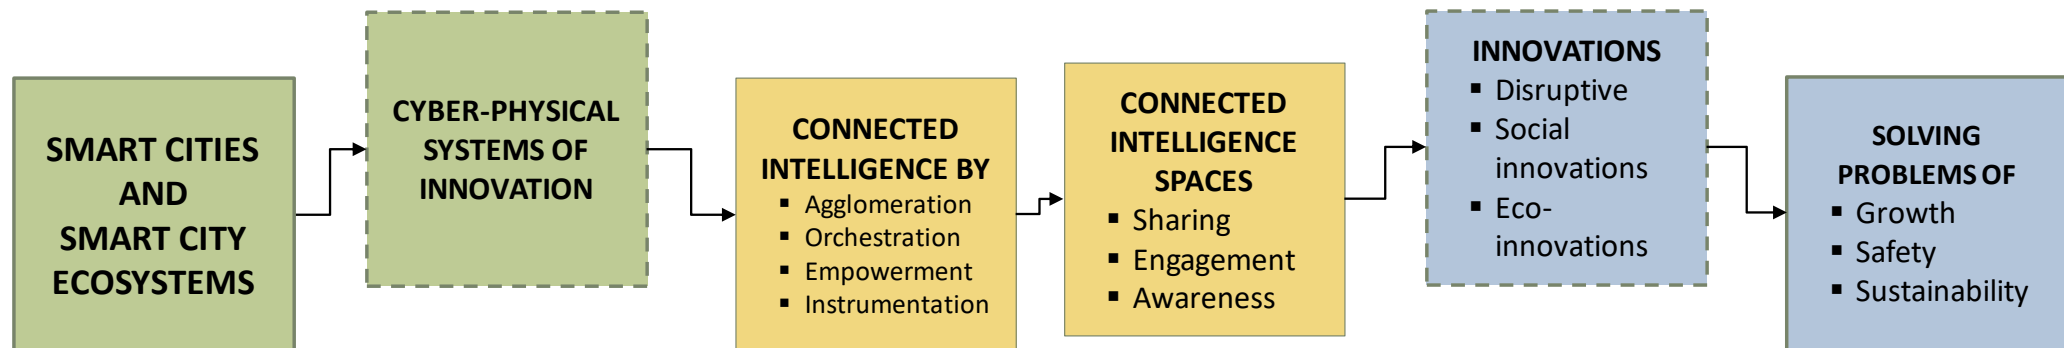 SMART CITIES
AND
SMART CITY
ECOSYSTEMS
CYBER-PHYSICAL
SYSTEMS OF
INNOVATION
CONNECTED
INTELLIGENCE BY
▪ Agglomeration
▪ Orchestration
▪ Empowerment
▪ Instrumentation
CONNECTED
INTELLIGENCE
SPACES
▪ Sharing
▪ Engagement
▪ Awareness
INNOVATIONS
▪ Disruptive
▪ Social
innovations
▪ Eco-
innovations
SOLVING
PROBLEMS OF
▪ Growth
▪ Safety
▪ Sustainability